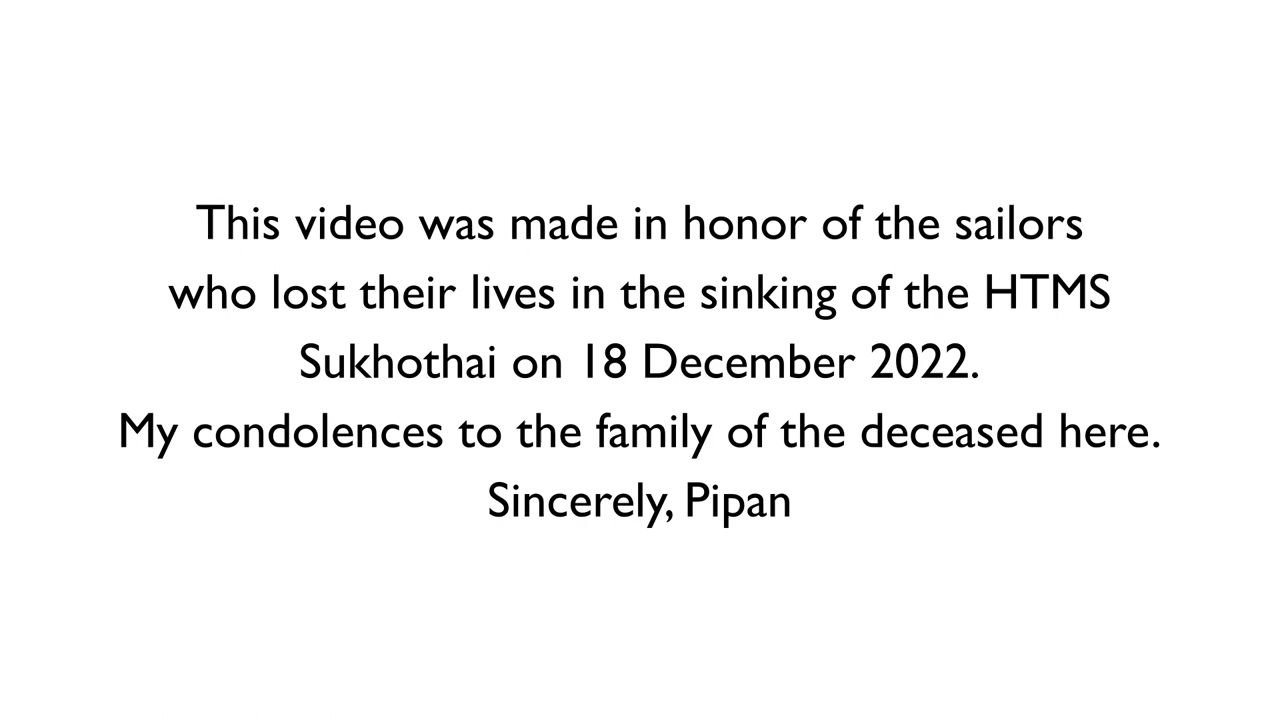 This video was made in honor of the sailors
who lost their lives in the sinking of the HTMS
Sukhothai on 18 December 2022.
My condolences to the family of the deceased here.
Sincerely, Pipan